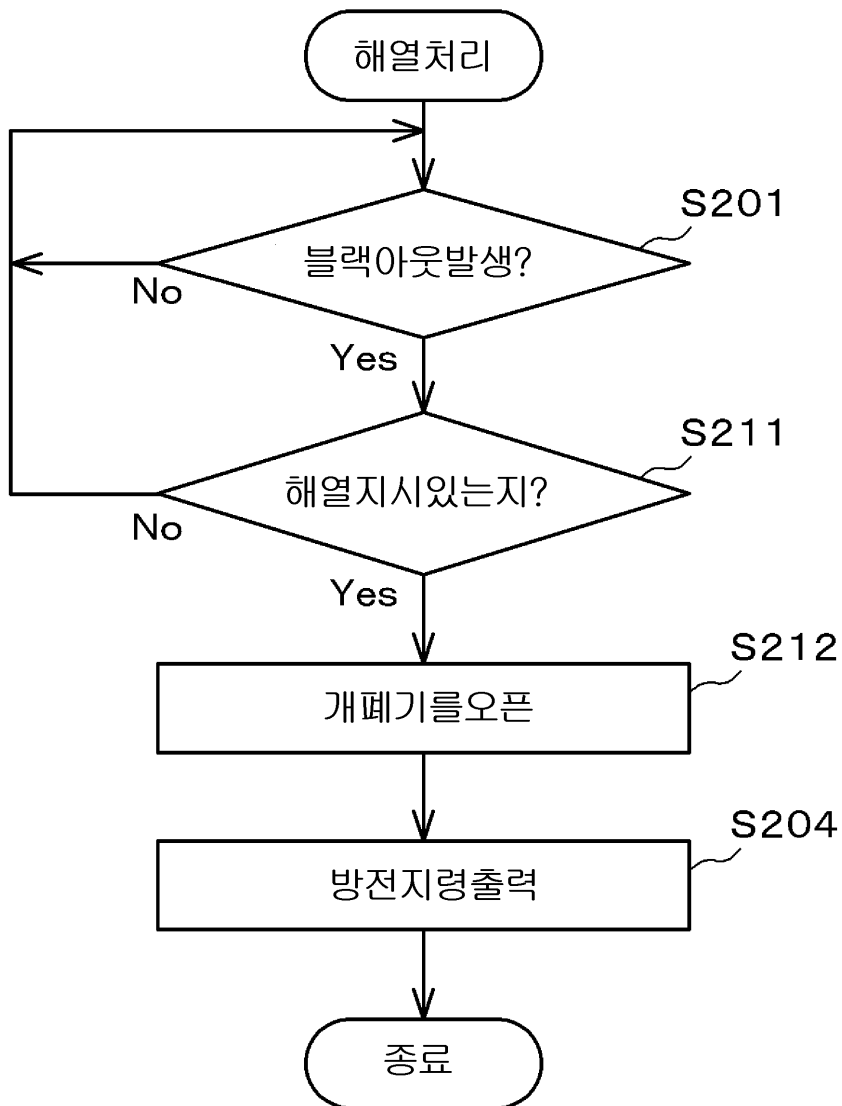 해열처리
S201
블랙아웃발생?
No
Yes
S211
해열지시있는지?
No
Yes
S212
개폐기를오픈
S204
방전지령출력
종료